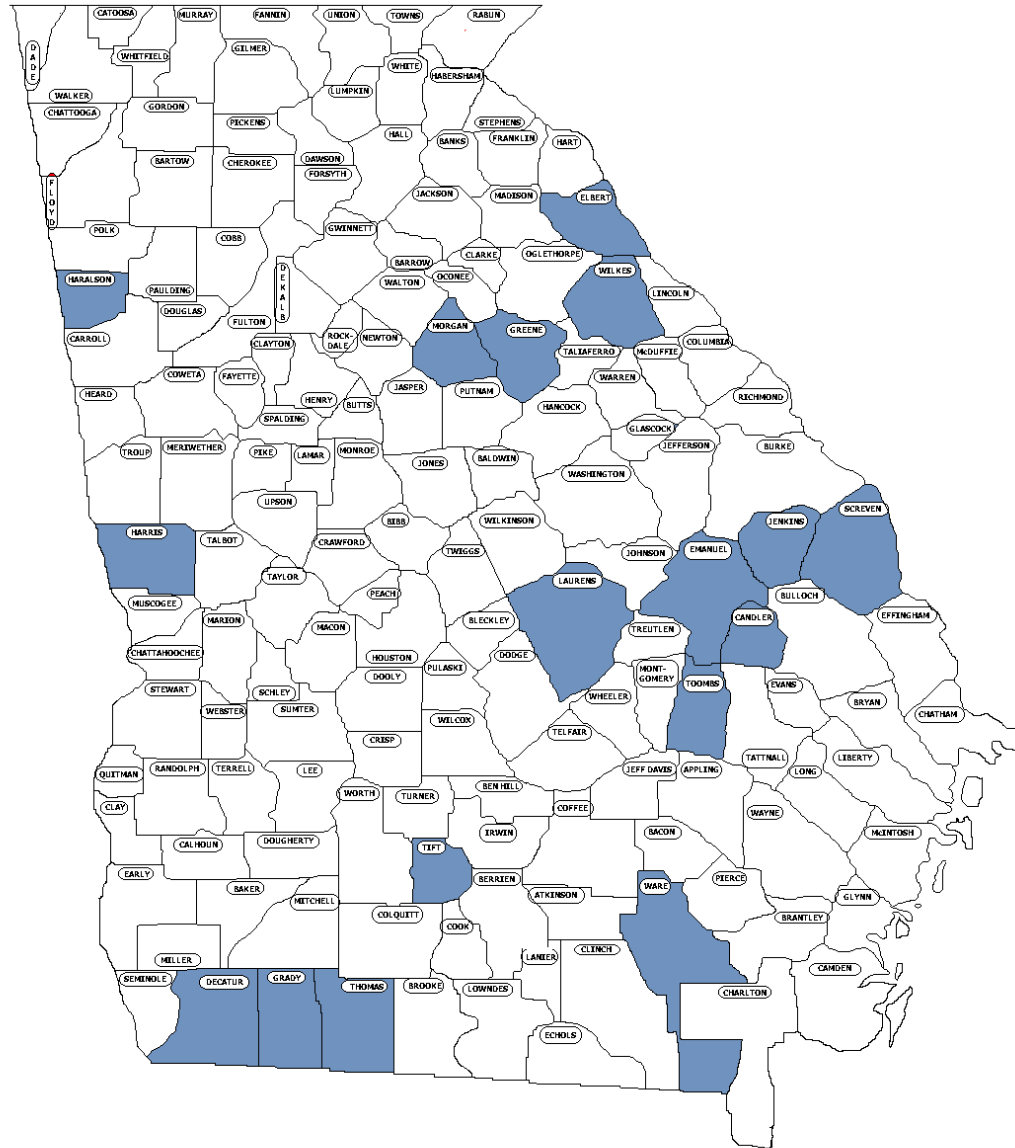 CATOOSA
MURRAY
FANNIN
UNION
TOWNS
RABUN
DADE
WHITFIELD
GILMER
WHITE
HABERSHAM
WALKER
LUMPKIN
CHATTOOGA
GORDON
PICKENS
HALL
STEPHENS
BANKS
FRANKLIN
HART
BARTOW
CHEROKEE
DAWSON
FORSYTH
FLOYD
JACKSON
MADISON
ELBERT
POLK
COBB
GWINNETT
CLARKE
OGLETHORPE
BARROW
OCONEE
WILKES
HARALSON
PAULDING
DEKALB
WALTON
LINCOLN
DOUGLAS
FULTON
MORGAN
GREENE
CARROLL
CLAYTON
ROCK-
DALE
NEWTON
TALIAFERRO
McDUFFIE
COLUMBIA
COWETA
FAYETTE
WARREN
HEARD
HENRY
BUTTS
JASPER
PUTNAM
HANCOCK
RICHMOND
SPALDING
GLASCOCK
TROUP
MERIWETHER
PIKE
LAMAR
MONROE
JEFFERSON
BURKE
JONES
BALDWIN
WASHINGTON
UPSON
BIBB
WILKINSON
SCREVEN
HARRIS
TALBOT
CRAWFORD
TWIGGS
JOHNSON
EMANUEL
JENKINS
TAYLOR
LAURENS
PEACH
BULLOCH
MUSCOGEE
MARION
MACON
BLECKLEY
TREUTLEN
CANDLER
EFFINGHAM
CHATTAHOOCHEE
HOUSTON
DODGE
PULASKI
DOOLY
MONT-
GOMERY
TOOMBS
EVANS
STEWART
SCHLEY
WHEELER
BRYAN
WEBSTER
SUMTER
WILCOX
TELFAIR
CHATHAM
CRISP
TATTNALL
LIBERTY
QUITMAN
RANDOLPH
TERRELL
LEE
JEFF DAVIS
APPLING
LONG
BEN HILL
WORTH
TURNER
CLAY
COFFEE
WAYNE
IRWIN
BACON
McINTOSH
CALHOUN
DOUGHERTY
TIFT
EARLY
BERRIEN
PIERCE
BAKER
WARE
ATKINSON
GLYNN
MITCHELL
COLQUITT
BRANTLEY
COOK
CLINCH
LANIER
MILLER
CAMDEN
SEMINOLE
DECATUR
GRADY
THOMAS
BROOKE
LOWNDES
CHARLTON
ECHOLS